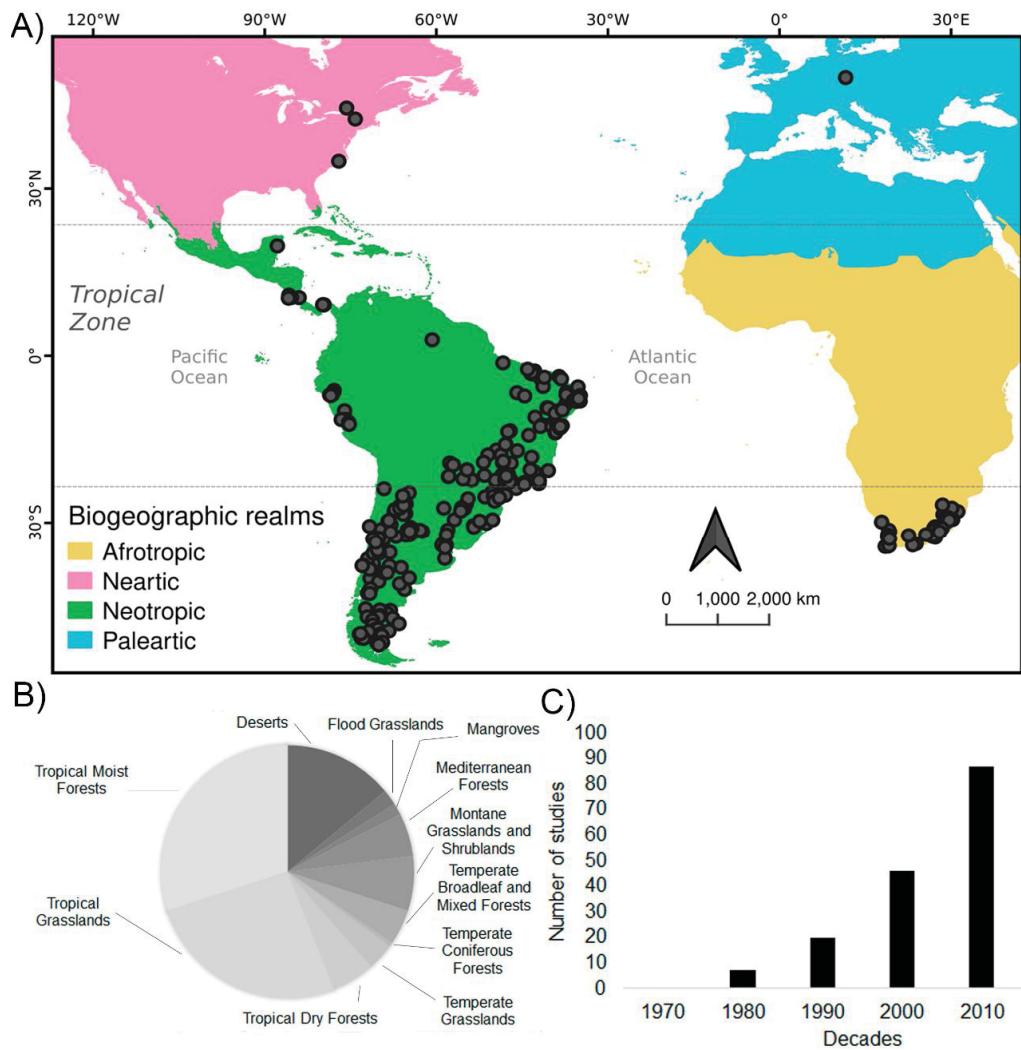 A)
120°W 90°W 60°W 30°W 0° 30°E
30°N
0°
30°S
Tropical
Zone
Pacific
Ocean
Atlantic
Ocean
Biogeographic realms
Afrotropic
Neartic
Neotropic
Paleartic
0 1,000 2,000 km
B)
Deserts
Flood Grasslands
Mangroves
Mediterranean
Forests
Montane
Grasslands and
Shrublands
Temperate
Broadleaf and
Mixed Forests
Temperate
Coniferous
Forests
Temperate
Grasslands
Tropical Dry Forests
Tropical
Grasslands
Tropical Moist
Forests
C)
Number of studies
100
90
80
70
60
50
40
30
20
10
0
1970 1980 1990 2000 2010
Decades